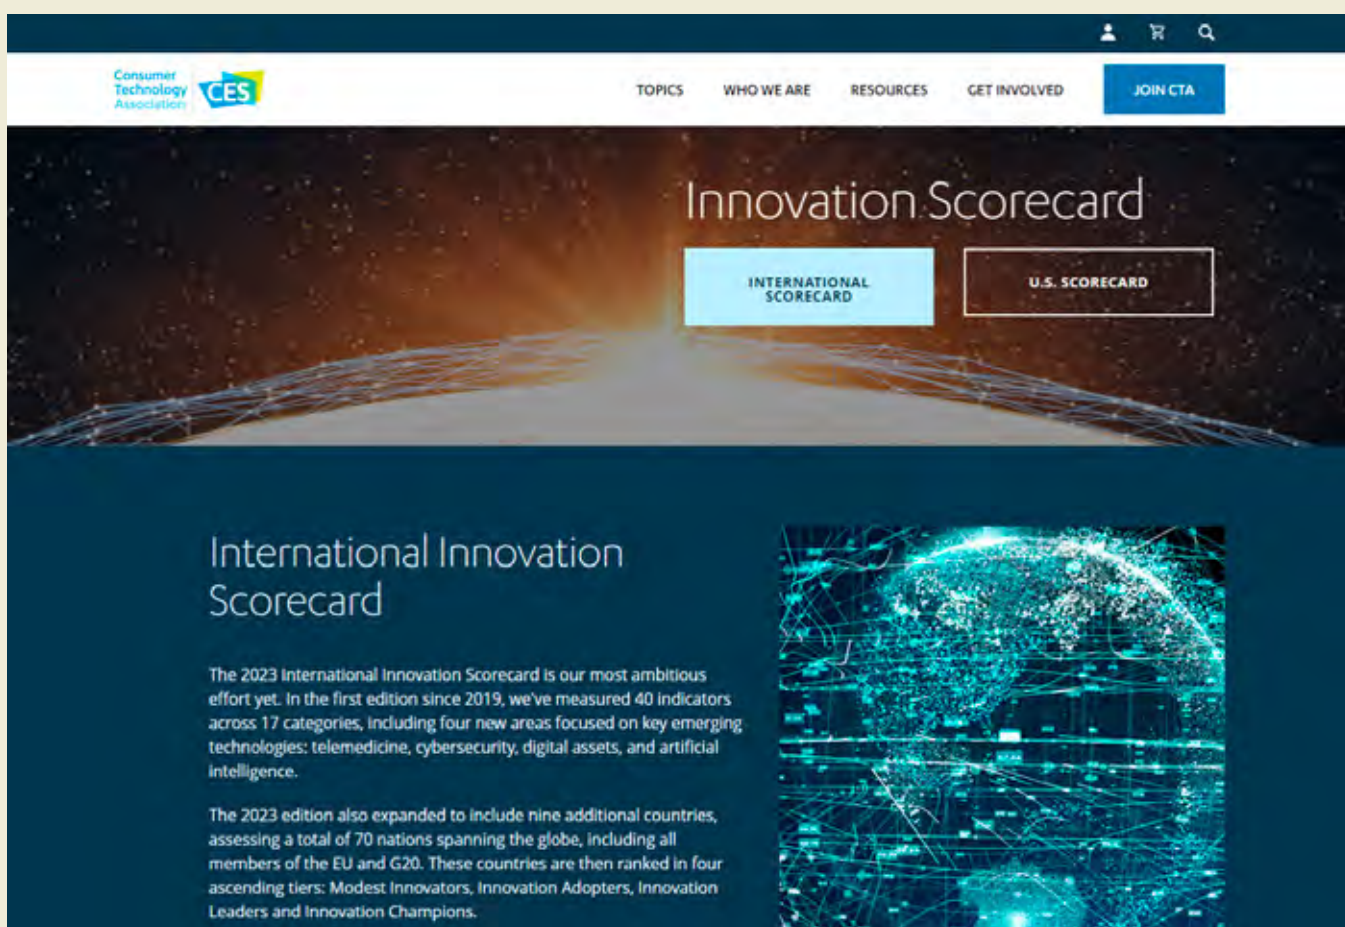 Consumer
Technology
Association
CES
TOPICS WHO WE ARE RESOURCES GET INVOLVED JOIN CTA
Innovation Scorecard
INTERNATIONAL
SCORECARD
U.S. SCORECARD
International Innovation
Scorecard
The 2023 International Innovation Scorecard is our most ambitious
effort yet. In the first edition since 2019, we've measured 40 indicators
across 17 categories, including four new areas focused on key emerging
technologies: telemedicine, cybersecurity, digital assets, and artificial
intelligence.
The 2023 edition also expanded to include nine additional countries,
assessing a total of 70 nations spanning the globe, including all
members of the EU and G20. These countries are then ranked in four
ascending tiers: Modest Innovators, Innovation Adopters, Innovation
Leaders and Innovation Champions.